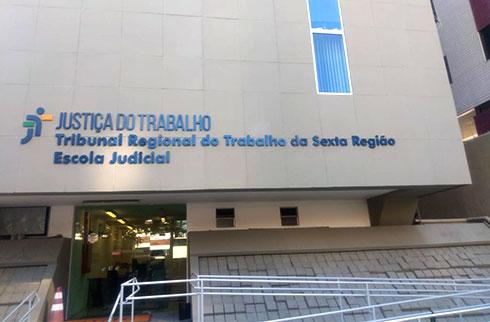 JUSTIÇA DO TRABALHO
Tribunal Regional do Trabalho da Sexta Região
Escola Judicial